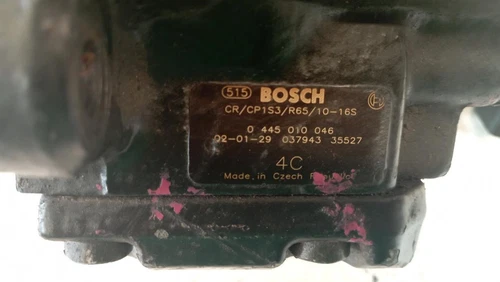 515 BOSCH
CR/CP1S3/R65/10-16S
0 445 010 046
02-01-29 037943 35527
4C
Made in Czech Republic